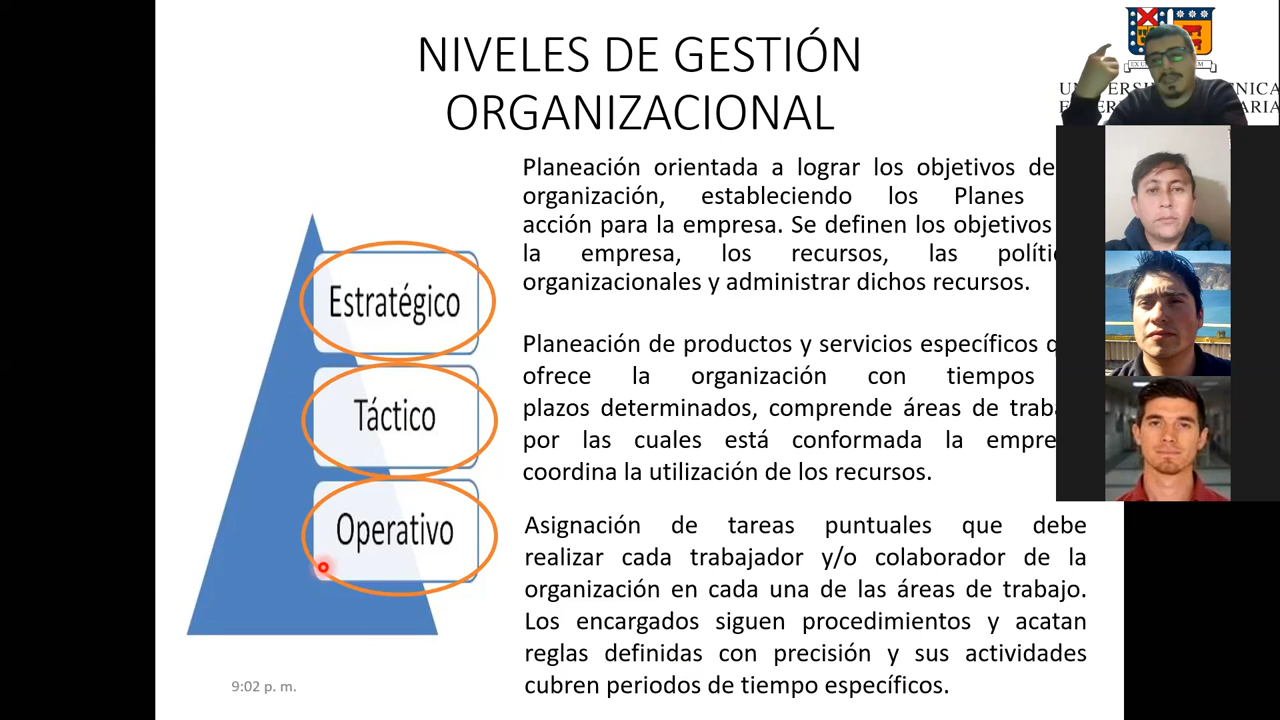 NIVELES DE GESTIÓN
ORGANIZACIONAL
Planeación orientada a lograr los objetivos de
organización, estableciendo los Planes
acción para la empresa. Se definen los objetivos
la empresa, los recursos, las
organizacionales y administrar dichos recursos.
Planeación de productos y servicios específicos
ofrece la organización con tiempos
plazos determinados, comprende áreas de
por las cuales está conformada la
coordina la utilización de los recursos.
Asignación de tareas puntuales que debe
realizar cada trabajador y/o colaborador de la
organización en cada una de las áreas de trabajo.
Los encargados siguen procedimientos y acatan
reglas definidas con precisión y sus actividades
cubren periodos de tiempo específicos.
Estratégico
Táctico
Operativo
9:02 p. m.